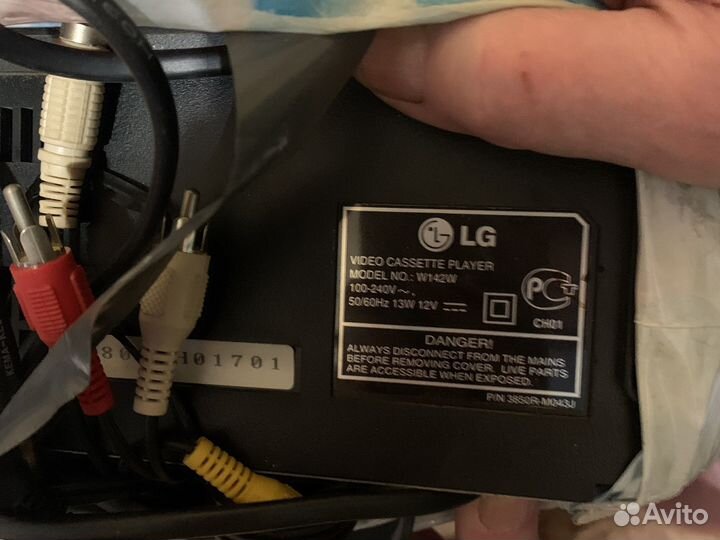 LG
VIDEO CASSETTE PLAYER
MODEL NO.: W142W
100-240V~,
50/60Hz 13W 12V
CH01
DANGER!
ALWAYS DISCONNECT FROM THE MAINS
BEFORE REMOVING COVER. LIVE PARTS
ARE ACCESSIBLE WHEN EXPOSED.
P/N 3850R-M043J
H01701
Avito